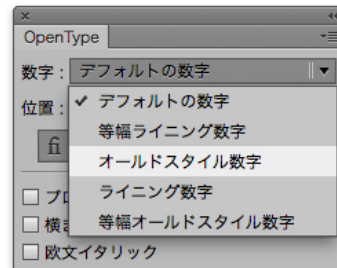 OpenType
数字 : デフォルトの数字
位置 :
✓ デフォルトの数字
等幅ライニング数字
オールドスタイル数字
ライニング数字
等幅オールドスタイル数字
fi
プロ
横
欧文イタリック